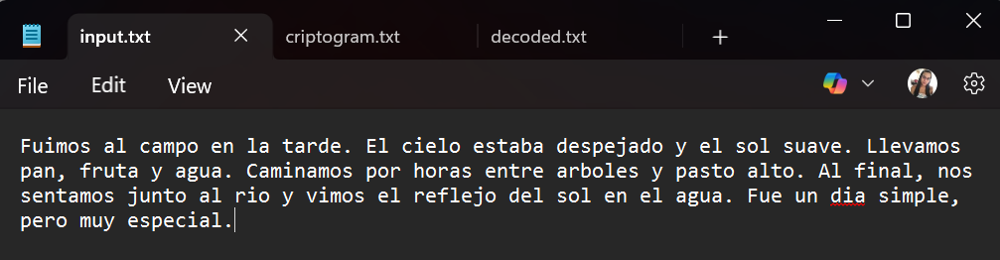 input.txt
criptogram.txt
decoded.txt
File Edit View
Fuimos al campo en la tarde. El cielo estaba despejado y el sol suave. Llevamos
pan, fruta y agua. Caminamos por horas entre arboles y pasto alto. Al final, nos
sentamos junto al rio y vimos el reflejo del sol en el agua. Fue un dia simple,
pero muy especial.